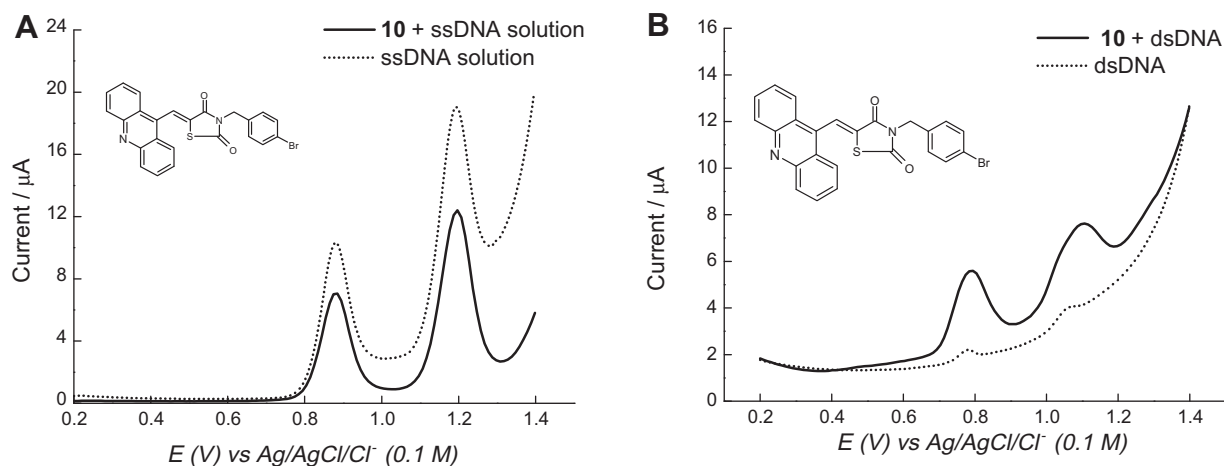 A
24
20
16
12
8
4
0
Current / μA
10 + ssDNA solution
ssDNA solution
O
N
S
O
N
Br
0.2 0.4 0.6 0.8 1.0 1.2 1.4
E (V) vs Ag/AgCl/Cl⁻ (0.1 M)
B
16
14
12
10
8
6
4
2
0
Current / μA
10 + dsDNA
dsDNA
O
N
S
O
N
Br
0.2 0.4 0.6 0.8 1.0 1.2 1.4
E (V) vs Ag/AgCl/Cl⁻ (0.1 M)